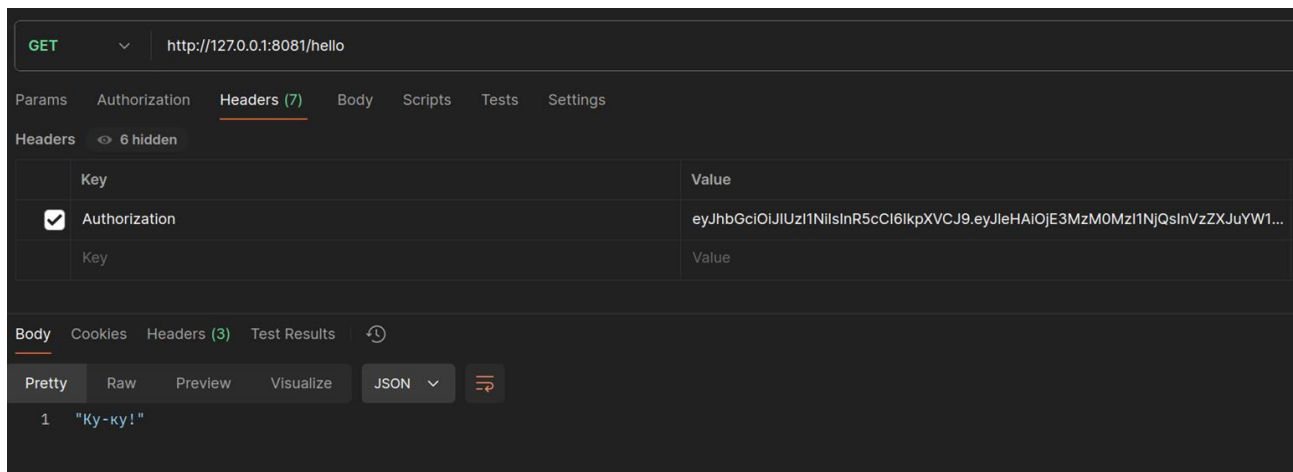 GET http://127.0.0.1:8081/hello
Params Authorization Headers (7) Body Scripts Tests Settings
Headers 6 hidden
Key Value
Authorization eyJhbGciOiJIUzI1NiIsInR5cCI6IkpXVCJ9.eyJleHAiOjE3MzM0MzI1NjQsInVzZXJuYW1...
Key Value
Body Cookies Headers (3) Test Results
Pretty Raw Preview Visualize JSON
1 "Ку-ку!"